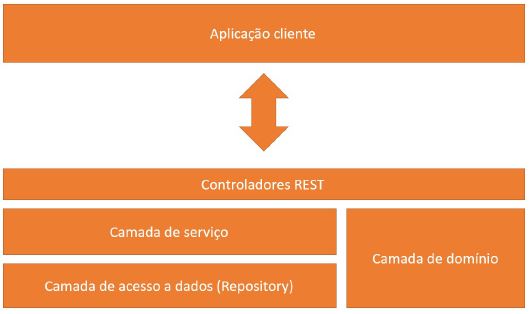 Aplicação cliente
Controladores REST
Camada de serviço
Camada de domínio
Camada de acesso a dados (Repository)